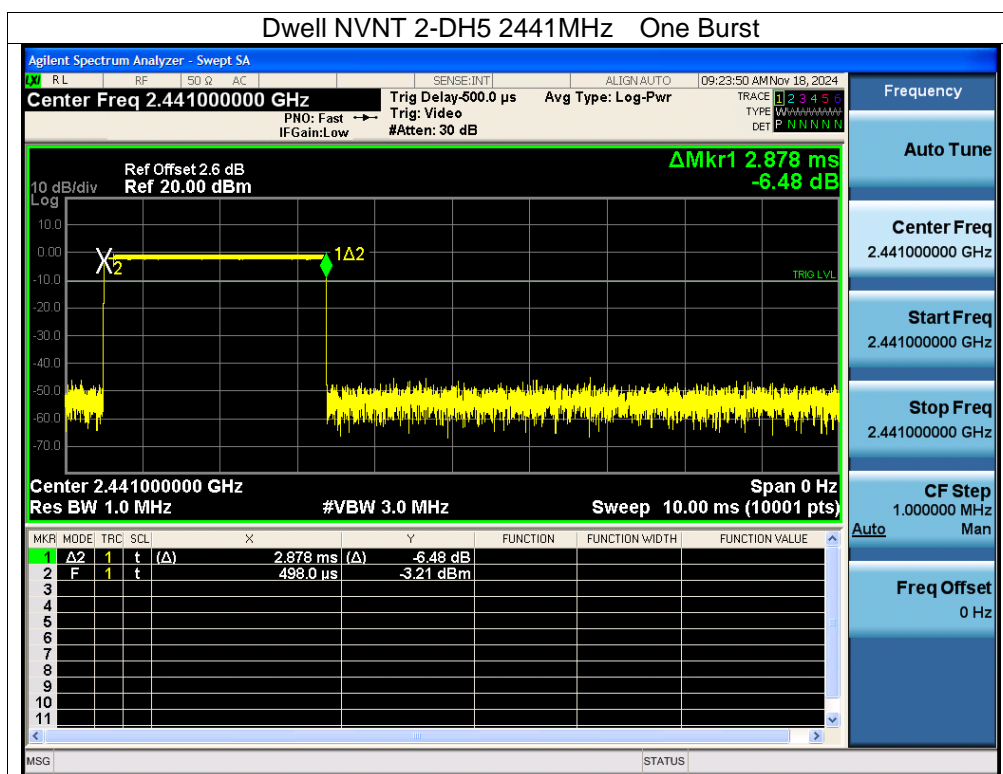 Dwell NVNT 2-DH5 2441MHz One Burst
Agilent Spectrum Analyzer - Swept SA
LXI RL RF 50 Ω AC SENSE:INT ALIGN AUTO 09:23:50 AM Nov 18, 2024
Center Freq 2.441000000 GHz Trig Delay-500.0 µs Avg Type: Log-Pwr TRACE 1 2 3 4 5 6
PNO: Fast Trig: Video TYPE WWWWWW
IFGain:Low #Atten: 30 dB DET P N N N N N
Ref Offset 2.6 dB ΔMkr1 2.878 ms
10 dB/div Ref 20.00 dBm -6.48 dB
Log
10.0
0.00
-10.0
-20.0
-30.0
-40.0
-50.0
-60.0
-70.0
X2
1Δ2
TRIG LVL
Center 2.441000000 GHz Span 0 Hz
Res BW 1.0 MHz #VBW 3.0 MHz Sweep 10.00 ms (10001 pts)
MKR MODE TRC SCL X Y FUNCTION FUNCTION WIDTH FUNCTION VALUE
1 Δ2 1 t (Δ) 2.878 ms (Δ) -6.48 dB
2 F 1 t 498.0 µs -3.21 dBm
3
4
5
6
7
8
9
10
11
MSG STATUS
Frequency
Auto Tune
Center Freq
2.441000000 GHz
Start Freq
2.441000000 GHz
Stop Freq
2.441000000 GHz
CF Step
1.000000 MHz
Auto Man
Freq Offset
0 Hz